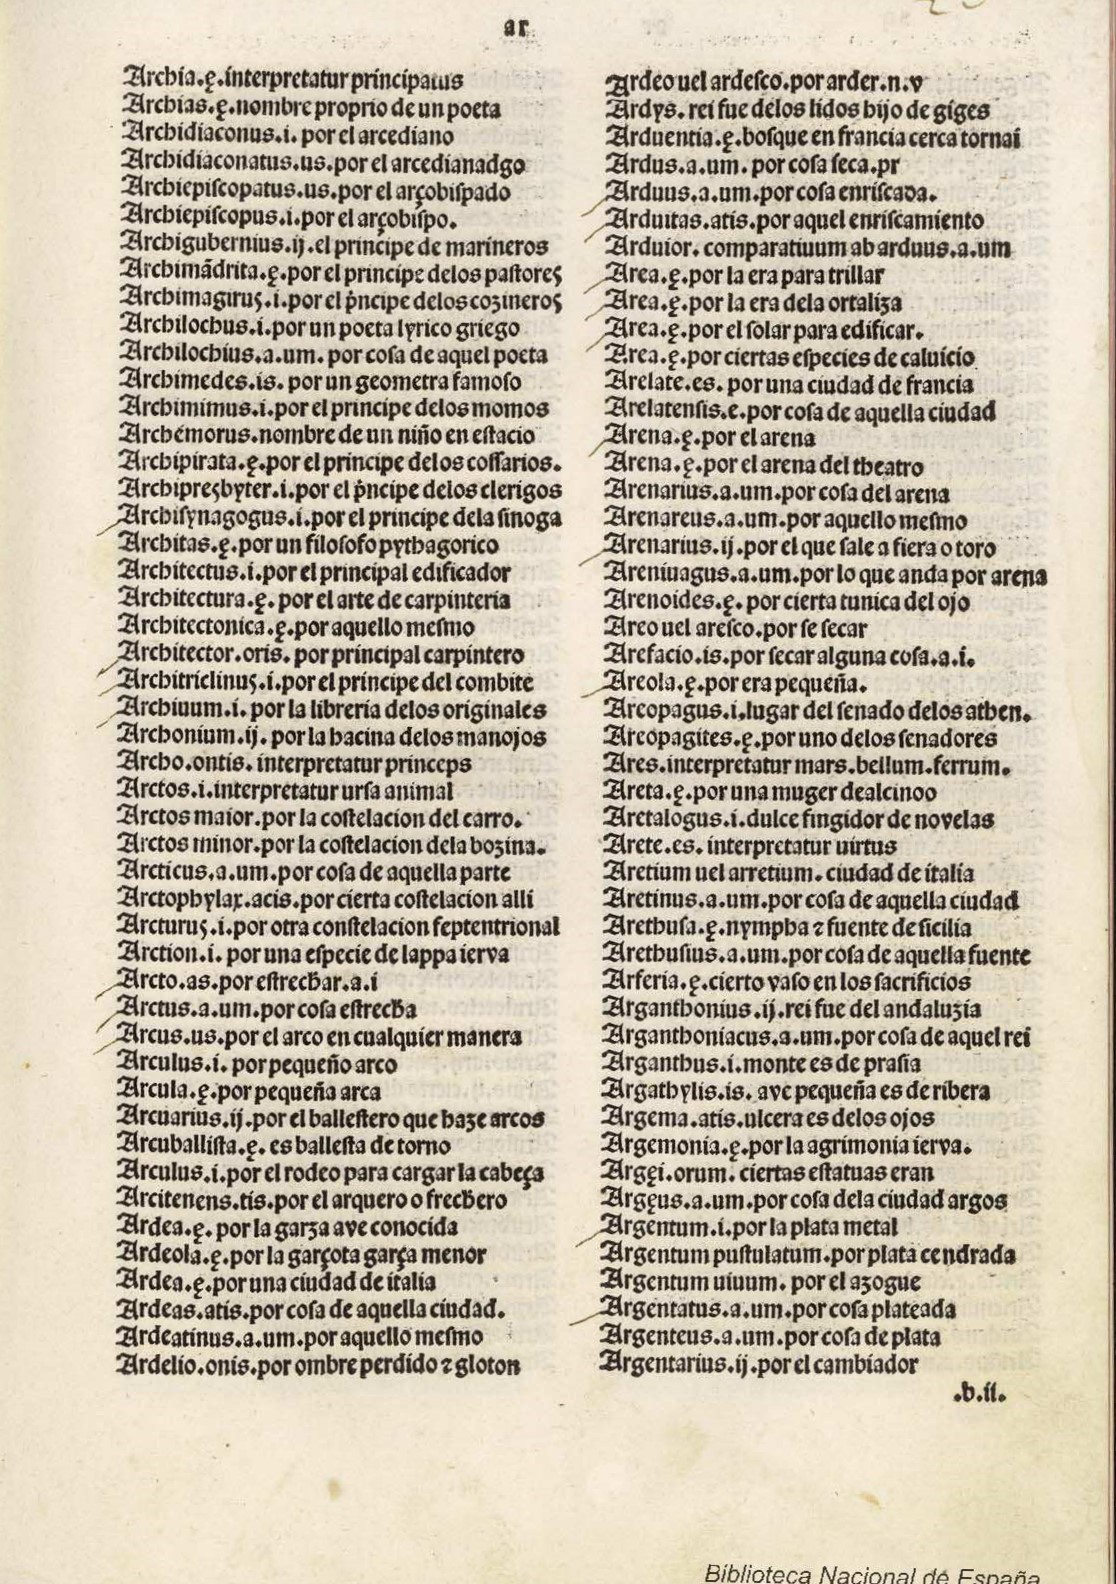 ar
Archia.ę.interpretatur principatus
Archias.ę.nombre proprio de un poeta
Archidiaconus.i. por el arcediano
Archidiaconatus.us.por el arcedianadgo
Archiepiscopatus.us.por el arçobispado
Archiepiscopus.i.por el arçobispo.
Archigubernius.ij.el principe de marineros
Archimãdrita.ę.por el principe delos pastores
Archimagirus.i.por el p̃ncipe delos cozineros
Archilochus.i.por un poeta lyrico griego
Archilochius.a.um. por cosa de aquel poeta
Archimedes.is. por un geometra famoso
Archimimus.i.por el principe delos momos
Archemorus.nombre de un niño en estacio
Archipirata.ę.por el principe delos cossarios.
Archipresbyter.i.por el p̃ncipe delos clerigos
Archisynagogus.i.por el principe dela sinoga
Architas.ę.por un filosofo pythagorico
Architectus.i.por el principal edificador
Architectura.ę. por el arte de carpinteria
Architectonica.ę.por aquello mesmo
Architector.oris. por principal carpintero
Architriclinus.i.por el principe del combite
Archiuum.i. por la libreria delos originales
Archonium.ij. por la hacina delos manojos
Archo.ontis. interpretatur princeps
Arctos.i.interpretatur ursa animal
Arctos maior.por la costelacion del carro.
Arctos minor.por la costelacion dela bozina.
Arcticus.a.um.por cosa de aquella parte
Arctophylax.acis.por cierta costelacion alli
Arcturus.i.por otra constelacion septentrional
Arction.i. por una especie de lappa ierva
Arcto.as.por estrechar.a.i
Arctus.a.um.por cosa estrecha
Arcus.us.por el arco en cualquier manera
Arculus.i. por pequeño arco
Arcula.ę.por pequeña arca
Arcuarius.ij.por el ballestero que haze arcos
Arcuballista.ę. es ballesta de torno
Arculus.i.por el rodeo para cargar la cabeça
Arcitenens.tis.por el arquero o frechero
Ardea.ę. por la garza ave conocida
Ardeola.ę.por la garçota garça menor
Ardea.ę.por una ciudad de italia
Ardeas.atis.por cosa de aquella ciudad.
Ardeatinus.a.um.por aquello mesmo
Ardelio.onis.por ombre perdido ⁊ gloton
Ardeo uel ardesco.por arder.n.v
Ardys. rei fue delos lidos hijo de giges
Arduentia.ę.bosque en francia cerca tornai
Ardus.a.um. por cosa seca.pr
Arduus.a.um.por cosa enriscada.
Arduitas.atis.por aquel enriscamiento
Arduior. comparatiuum ab arduus.a.um
Area.ę.por la era para trillar
Area.ę.por la era dela ortaliza
Area.ę.por el solar para edificar.
Area.ę.por ciertas especies de caluicio
Arelate.es. por una ciudad de francia
Arelatensis.e.por cosa de aquella ciudad
Arena.ę.por el arena
Arena.ę.por el arena del theatro
Arenarius.a.um.por cosa del arena
Arenareus.a.um.por aquello mesmo
Arenarius.ij.por el que sale a fiera o toro
Areniuagus.a.um.por lo que anda por arena
Arenoides.ę. por cierta tunica del ojo
Areo uel aresco.por se secar
Arefacio.is.por secar alguna cosa.a.i.
Areola.ę.por era pequeña.
Areopagus.i.lugar del senado delos athen.
Areopagites.ę.por uno delos senadores
Ares.interpretatur mars.bellum.ferrum.
Areta.ę.por una muger dealcinoo
Aretalogus.i.dulce fingidor de novelas
Arete.es. interpretatur uirtus
Aretium uel arretium. ciudad de italia
Aretinus.a.um.por cosa de aquella ciudad
Arethusa.ę.nympha ⁊ fuente de sicilia
Arethusius.a.um.por cosa de aquella fuente
Arferia.ę.cierto vaso en los sacrificios
Arganthonius.ij.rei fue del andaluzia
Arganthoniacus.a.um.por cosa de aquel rei
Arganthus.i.monte es de prasia
Argathylis.is. ave pequeña es de ribera
Argema.atis.ulcera es delos ojos
Argemonia.ę.por la agrimonia ierva.
Argęi.orum. ciertas estatuas eran
Argęus.a.um.por cosa dela ciudad argos
Argentum.i.por la plata metal
Argentum pustulatum.por plata cendrada
Argentum uiuum. por el azogue
Argentatus.a.um.por cosa plateada
Argenteus.a.um.por cosa de plata
Argentarius.ij.por el cambiador
.b.ii.
Biblioteca Nacional de España